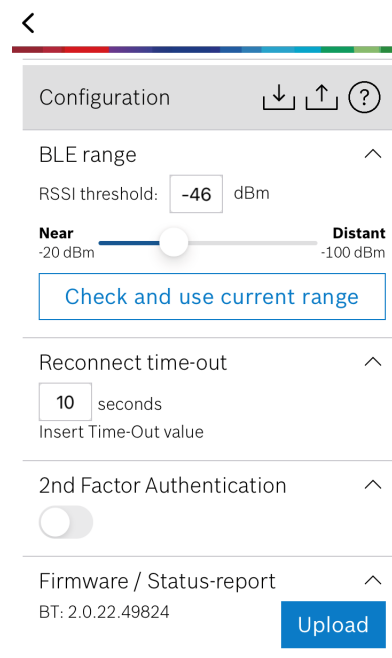 Configuration
?
BLE range
RSSI threshold: -46 dBm
Near Distant
-20 dBm -100 dBm
Check and use current range
Reconnect time-out
10 seconds
Insert Time-Out value
2nd Factor Authentication
Firmware / Status-report
BT: 2.0.22.49824
Upload